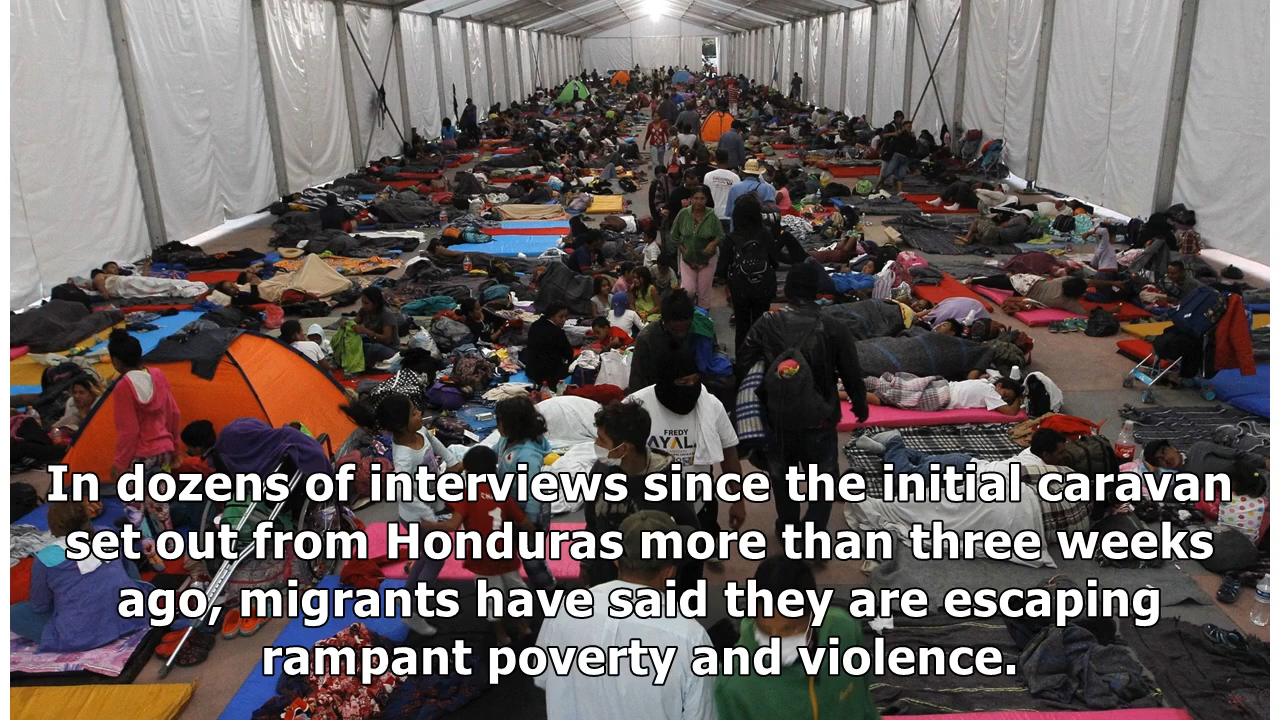 FREDY
AYALA
In dozens of interviews since the initial caravan
set out from Honduras more than three weeks
ago, migrants have said they are escaping
rampant poverty and violence.